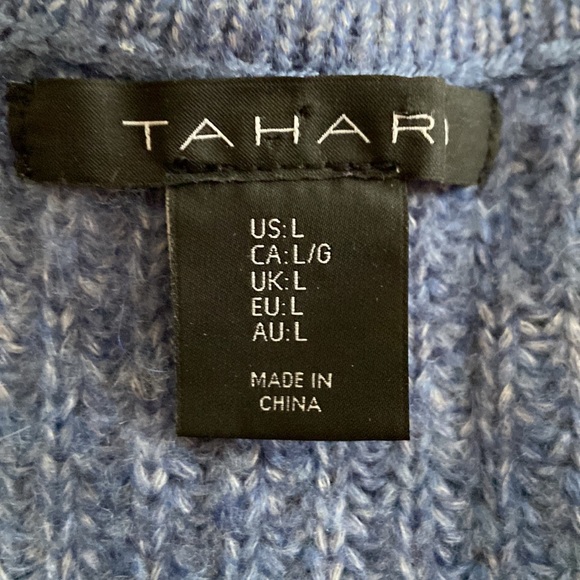 TAHARI
US: L
CA: L/G
UK: L
EU: L
AU: L
MADE IN
CHINA